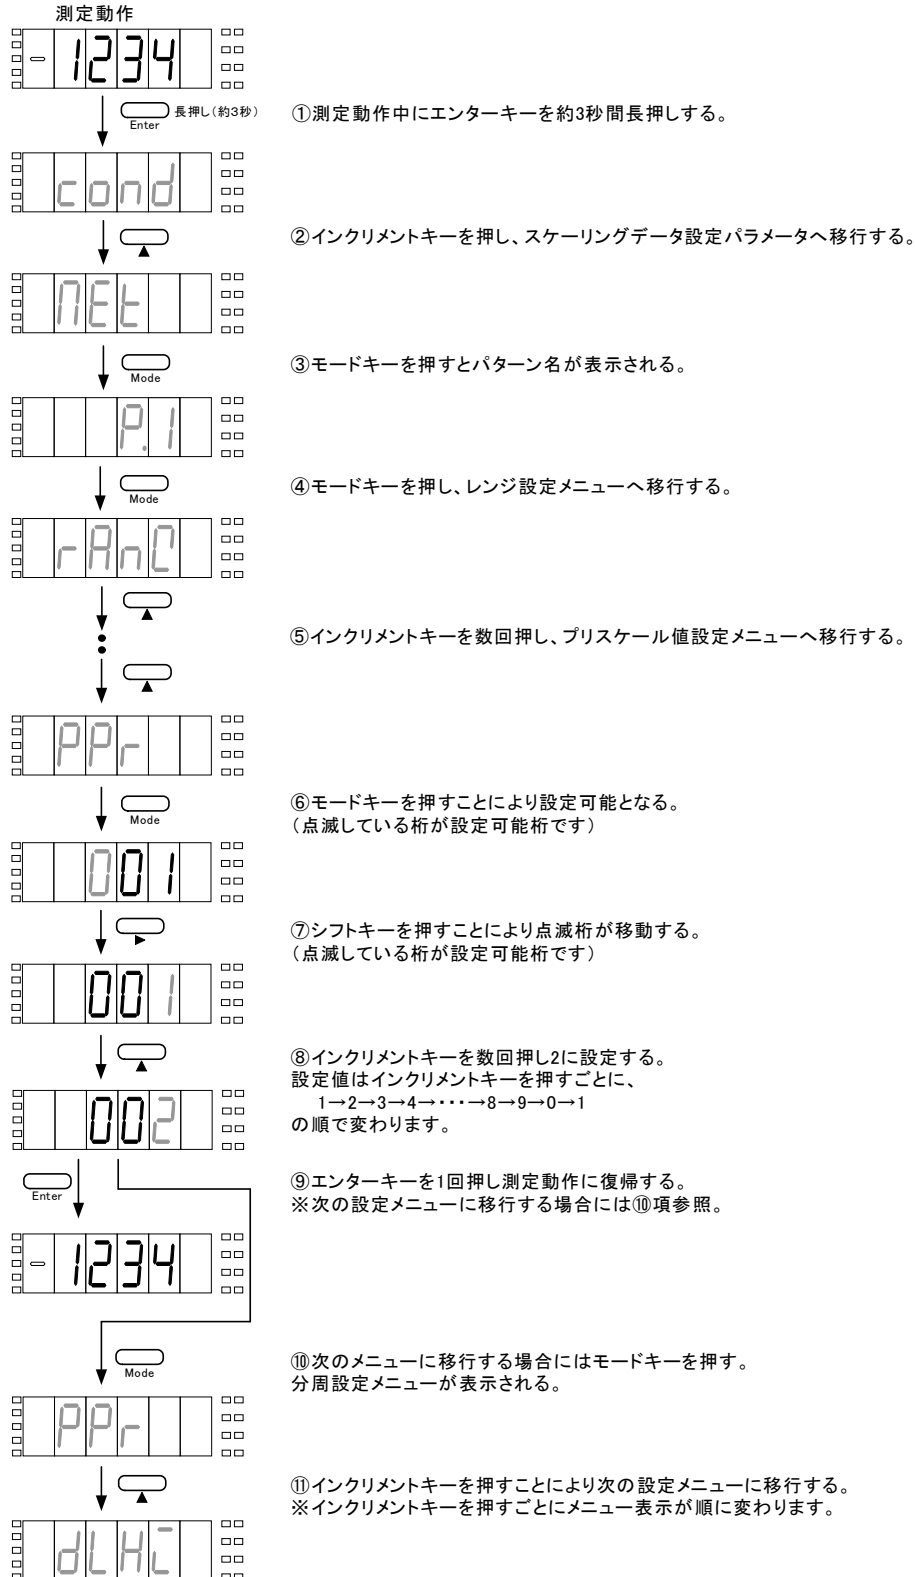 測定動作
- 1234
長押し(約3秒)
Enter
①測定動作中にエンターキーを約3秒間長押しする。
cond
②インクリメントキーを押し、スケーリングデータ設定パラメータへ移行する。
MEt
③モードキーを押すとパターン名が表示される。
Mode
P.1
④モードキーを押し、レンジ設定メニューへ移行する。
Mode
rAnG
⑤インクリメントキーを数回押し、プリスケール値設定メニューへ移行する。
PPr
⑥モードキーを押すことにより設定可能となる。
Mode
(点滅している桁が設定可能桁です)
001
⑦シフトキーを押すことにより点滅桁が移動する。
(点滅している桁が設定可能桁です)
001
⑧インクリメントキーを数回押し2に設定する。
設定値はインクリメントキーを押すごとに、
1→2→3→4→・・・→8→9→0→1
の順で変わります。
002
⑨エンターキーを1回押し測定動作に復帰する。
Enter
※次の設定メニューに移行する場合には⑩項参照。
- 1234
⑩次のメニューに移行する場合にはモードキーを押す。
Mode
分周設定メニューが表示される。
PPr
⑪インクリメントキーを押すことにより次の設定メニューに移行する。
※インクリメントキーを押すごとにメニュー表示が順に変わります。
dLHi